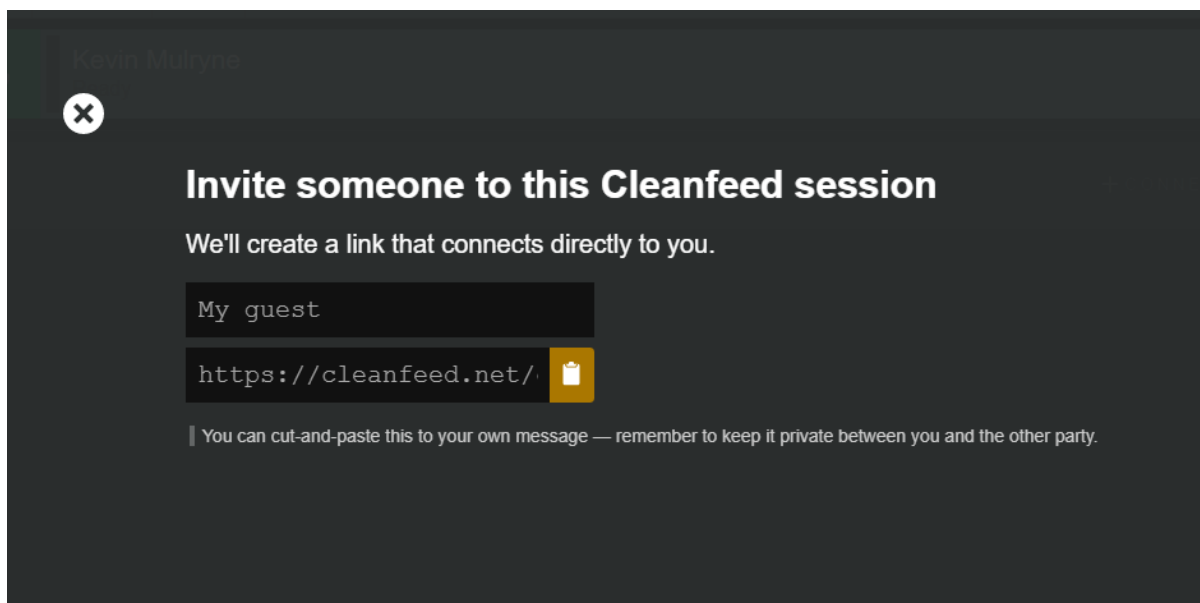 Kevin Mulryne
Invite someone to this Cleanfeed session
We'll create a link that connects directly to you.
My guest
https://cleanfeed.net/
You can cut-and-paste this to your own message — remember to keep it private between you and the other party.